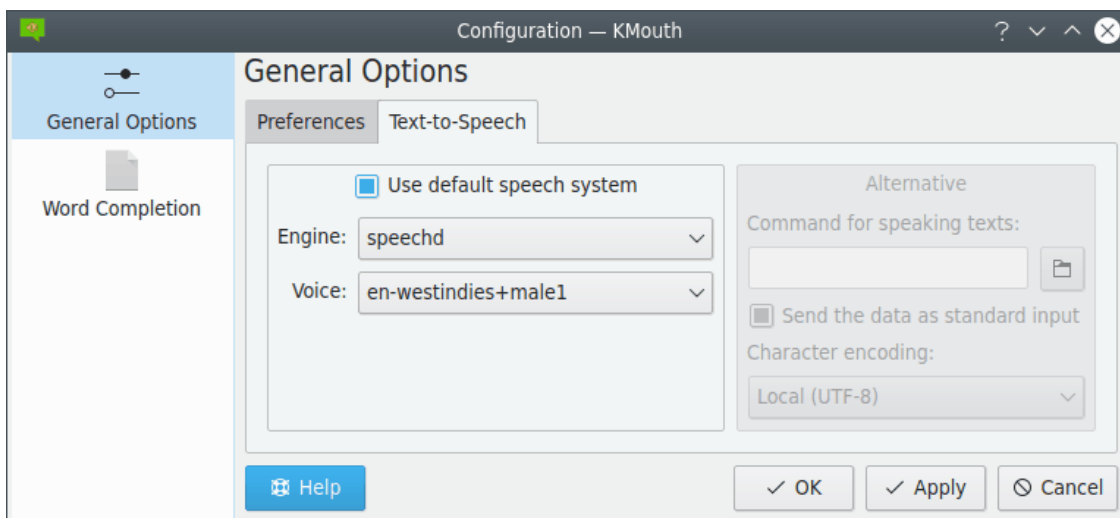 Configuration — KMouth
General Options
Word Completion
General Options
Preferences
Text-to-Speech
Use default speech system
Engine: speechd
Voice: en-westindies+male1
Alternative
Command for speaking texts:
Send the data as standard input
Character encoding:
Local (UTF-8)
Help
OK
Apply
Cancel